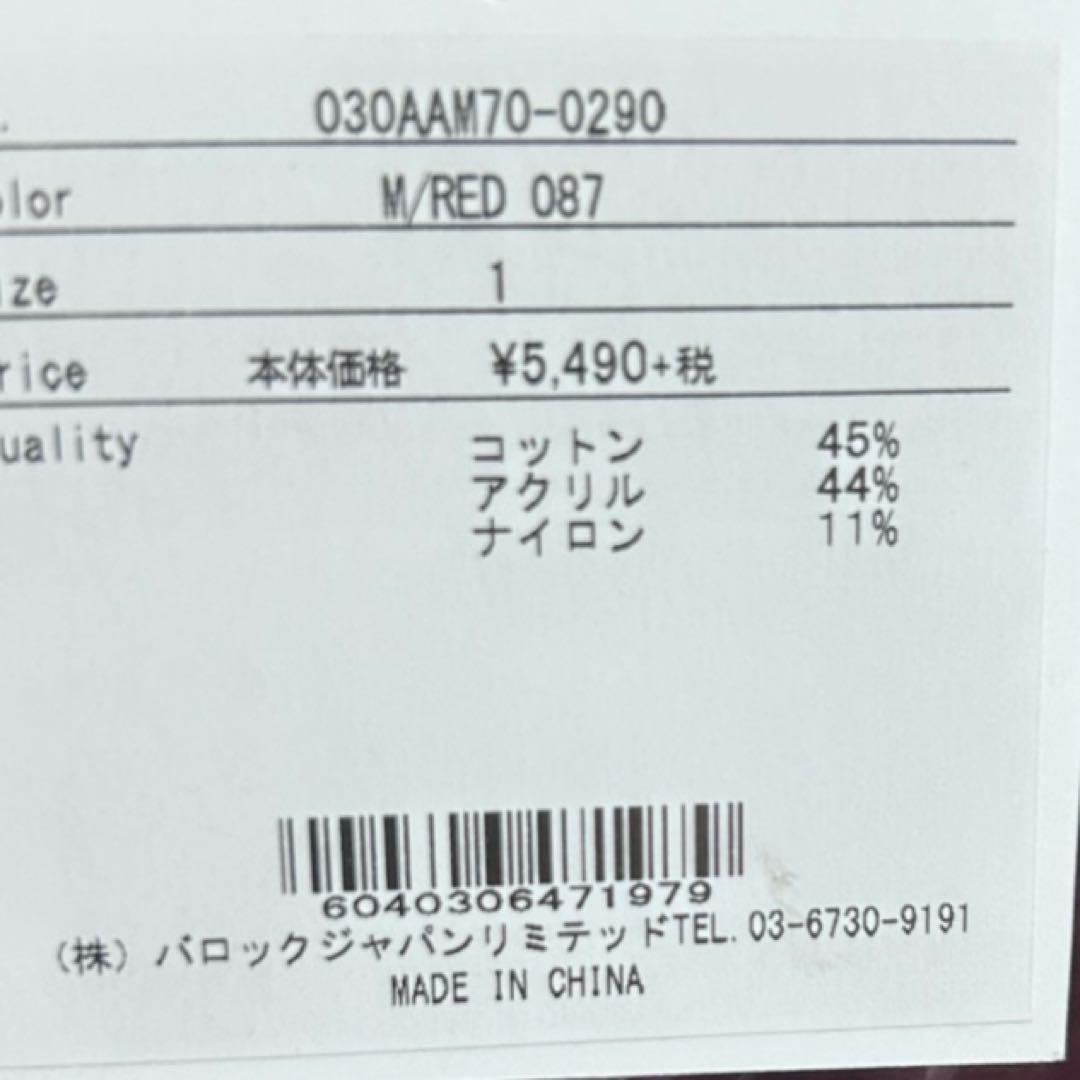 030AAM70-0290
olor M/RED 087
ize 1
rice 本体価格 ¥5,490+税
uality コットン 45%
アクリル 44%
ナイロン 11%
6040306471979
(株) バロックジャパンリミテッドTEL. 03-6730-9191
MADE IN CHINA